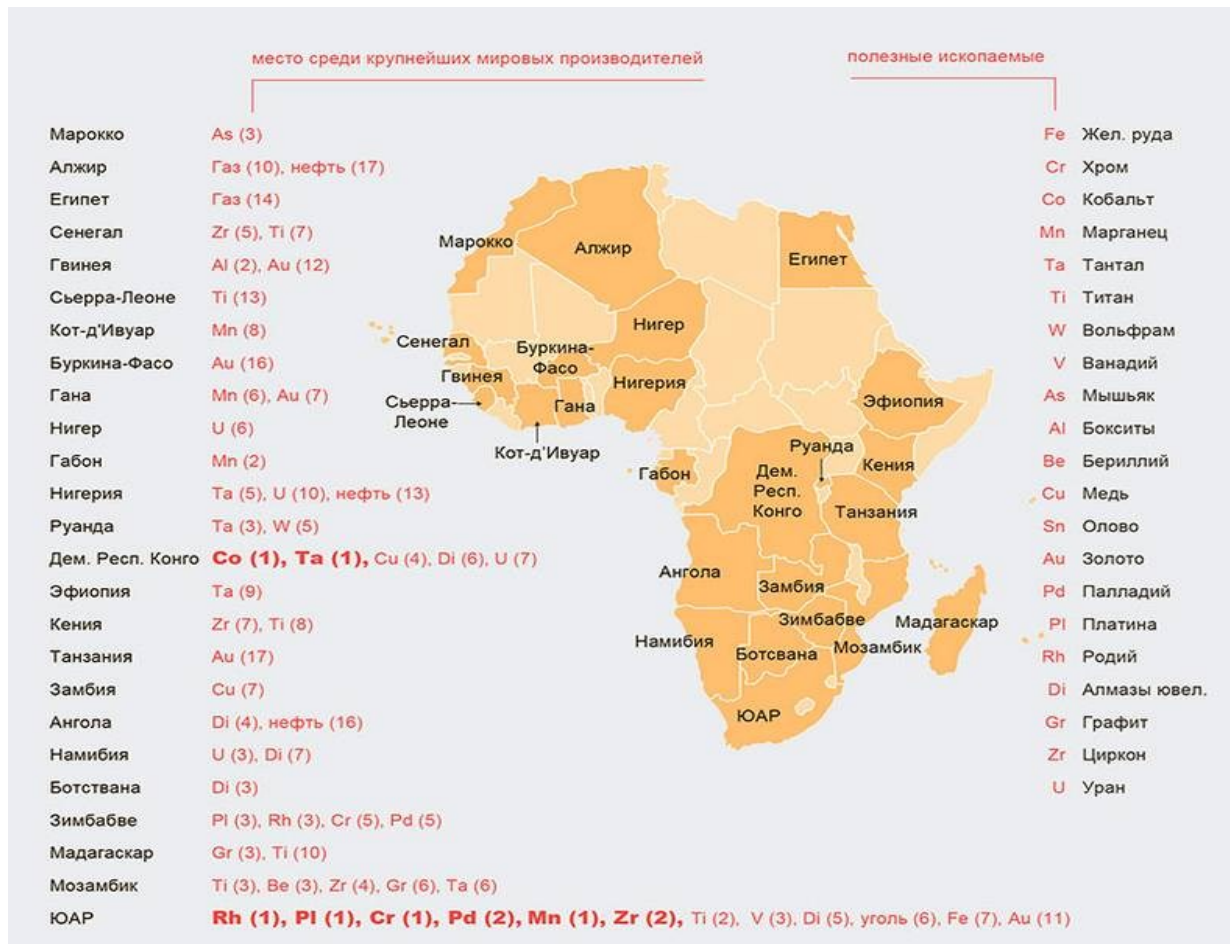 место среди крупнейших мировых производителей
полезные ископаемые
Марокко As (3)
Алжир Газ (10), нефть (17)
Египет Газ (14)
Сенегал Zr (5), Ti (7)
Гвинея Al (2), Au (12)
Сьерра-Леоне Ti (13)
Кот-д'Ивуар Mn (8)
Буркина-Фасо Au (16)
Гана Mn (6), Au (7)
Нигер U (6)
Габон Mn (2)
Нигерия Ta (5), U (10), нефть (13)
Руанда Ta (3), W (5)
Дем. Респ. Конго Co (1), Ta (1), Cu (4), Di (6), U (7)
Эфиопия Ta (9)
Кения Zr (7), Ti (8)
Танзания Au (17)
Замбия Cu (7)
Ангола Di (4), нефть (16)
Намибия U (3), Di (7)
Ботствана Di (3)
Зимбабве Pl (3), Rh (3), Cr (5), Pd (5)
Мадагаскар Gr (3), Ti (10)
Мозамбик Ti (3), Be (3), Zr (4), Gr (6), Ta (6)
ЮАР Rh (1), Pl (1), Cr (1), Pd (2), Mn (1), Zr (2), Ti (2), V (3), Di (5), уголь (6), Fe (7), Au (11)
Марокко
Алжир
Египет
Нигер
Сенегал
Буркина-
Фасо
Гвинея
Нигерия
Сьерра-
Леоне
Гана
Кот-д'Ивуар
Эфиопия
Руанда
Габон
Дем.
Респ.
Конго
Кения
Танзания
Ангола
Замбия
Зимбабве
Мадагаскар
Намибия
Ботсвана
Мозамбик
ЮАР
Fe Жел. руда
Cr Хром
Co Кобальт
Mn Марганец
Ta Тантал
Ti Титан
W Вольфрам
V Ванадий
As Мышьяк
Al Бокситы
Be Бериллий
Cu Медь
Sn Олово
Au Золото
Pd Палладий
Pl Платина
Rh Родий
Di Алмазы ювел.
Gr Графит
Zr Циркон
U Уран